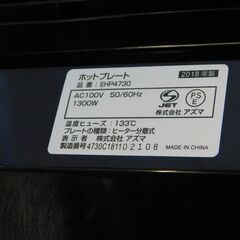 ホットプレート
品番：EHP4730
2018年製
AC100V 50/60Hz
1300W
S
JET
PS
E
株式会社 アズマ
温度ヒューズ：133℃
プレートの種類：ヒーター分離式
表示者 株式会社 アズマ
製造番号 4730C18110 2108
MADE IN CHINA